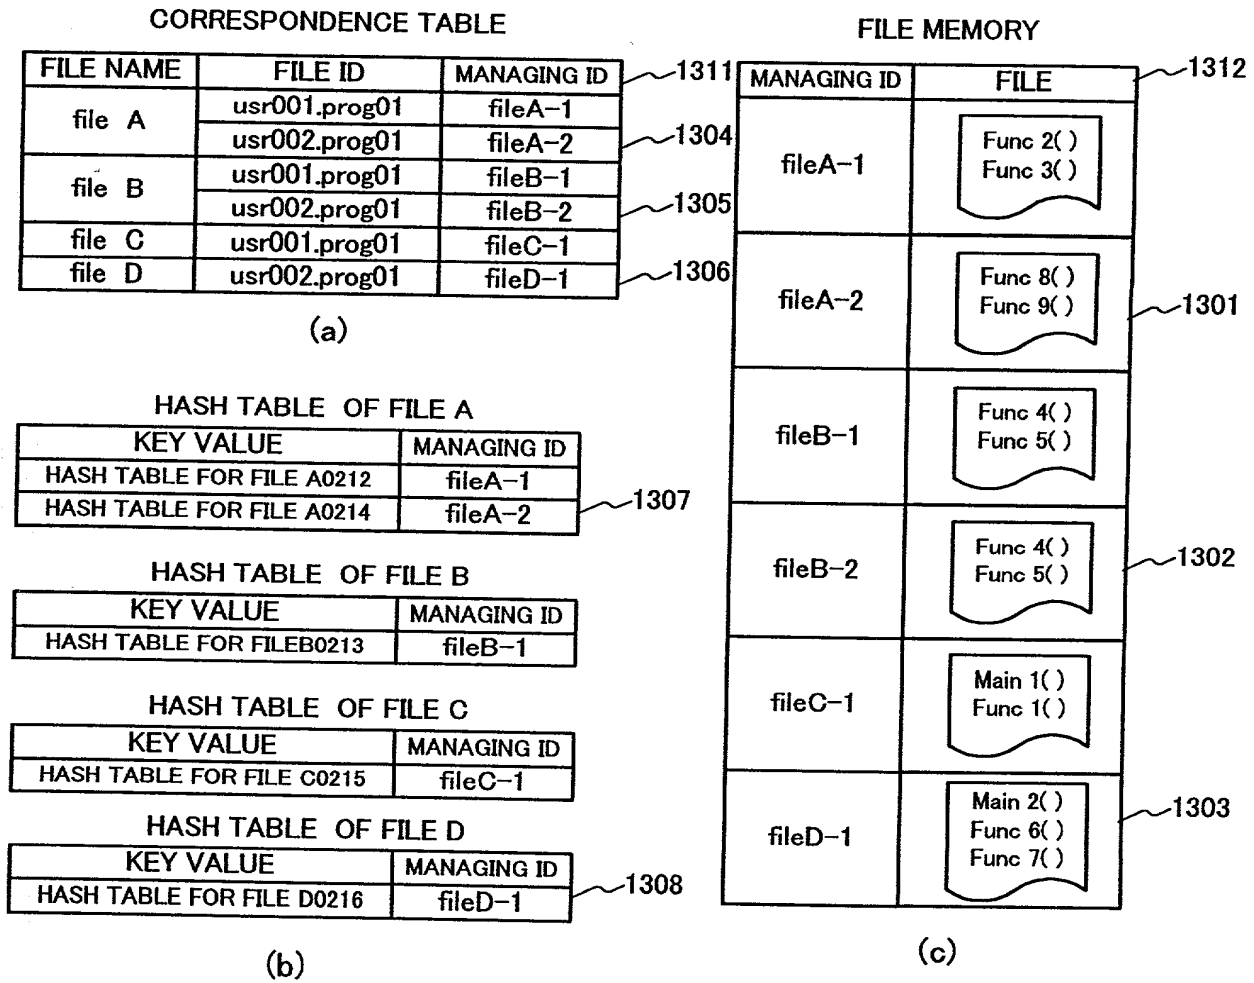 CORRESPONDENCE TABLE
FILE NAME FILE ID MANAGING ID 1311
file A usr001.prog01 fileA-1
usr002.prog01 fileA-2 1304
file B usr001.prog01 fileB-1
usr002.prog01 fileB-2 1305
file C usr001.prog01 fileC-1
file D usr002.prog01 fileD-1 1306
(a)
HASH TABLE OF FILE A
KEY VALUE MANAGING ID
HASH TABLE FOR FILE A0212 fileA-1
HASH TABLE FOR FILE A0214 fileA-2 1307
HASH TABLE OF FILE B
KEY VALUE MANAGING ID
HASH TABLE FOR FILEB0213 fileB-1
HASH TABLE OF FILE C
KEY VALUE MANAGING ID
HASH TABLE FOR FILE C0215 fileC-1
HASH TABLE OF FILE D
KEY VALUE MANAGING ID
HASH TABLE FOR FILE D0216 fileD-1 1308
(b)
FILE MEMORY
MANAGING ID FILE 1312
fileA-1
Func 2( )
Func 3( )
fileA-2
Func 8( )
Func 9( )
1301
fileB-1
Func 4( )
Func 5( )
fileB-2
Func 4( )
Func 5( )
1302
fileC-1
Main 1( )
Func 1( )
fileD-1
Main 2( )
Func 6( )
Func 7( )
1303
(c)